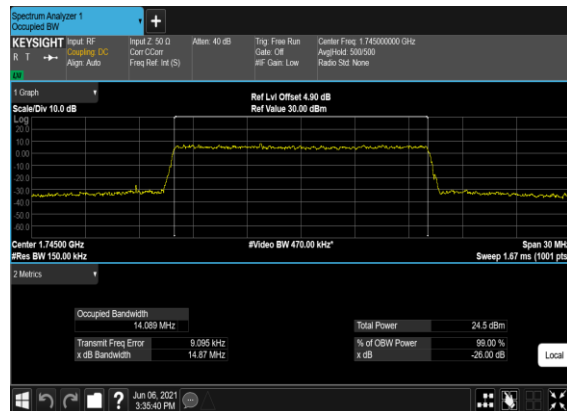 Spectrum Analyzer 1
Occupied BW
+
KEYSIGHT Input: RF Input Z: 50 Ω Atten: 40 dB Trig: Free Run Center Freq: 1.745000000 GHz
R T Coupling: DC Corr CCorr Gate: Off Avg|Hold: 500/500
Align: Auto Freq Ref: Int (S) #IF Gain: Low Radio Std: None
1 Graph
Ref Lvl Offset 4.90 dB
Scale/Div 10.0 dB Ref Value 30.00 dBm
Log
20.0
10.0
0.00
-10.0
-20.0
-30.0
-40.0
-50.0
-60.0
Center 1.74500 GHz #Video BW 470.00 kHz* Span 30 MHz
#Res BW 150.00 kHz Sweep 1.67 ms (1001 pts
2 Metrics
Occupied Bandwidth
14.089 MHz Total Power 24.5 dBm
Transmit Freq Error 9.095 kHz % of OBW Power 99.00 %
x dB Bandwidth 14.87 MHz x dB -26.00 dB
Local
? Jun 06, 2021
3:35:40 PM